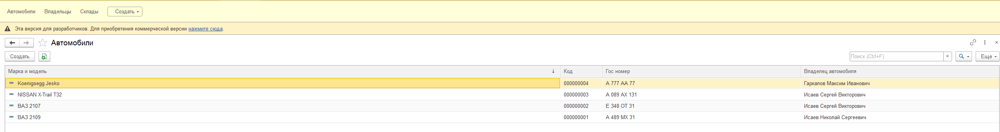 Автомобили Владельцы Склады Создать
Эта версия для разработчиков. Для приобретения коммерческой версии нажмите сюда.
Автомобили
Создать Поиск (Ctrl+F) × Еще
Марка и модель ↓ Код Гос номер Владелец автомобиля
Koenigsegg Jesko 000000004 А 777 АА 77 Гаркалов Максим Иванович
NISSAN X-Trail T32 000000003 А 089 АХ 131 Исаев Сергей Викторович
ВАЗ 2107 000000002 Е 348 ОТ 31 Исаев Сергей Викторович
ВАЗ 2109 000000001 А 489 МХ 31 Исаев Николай Сергеевич